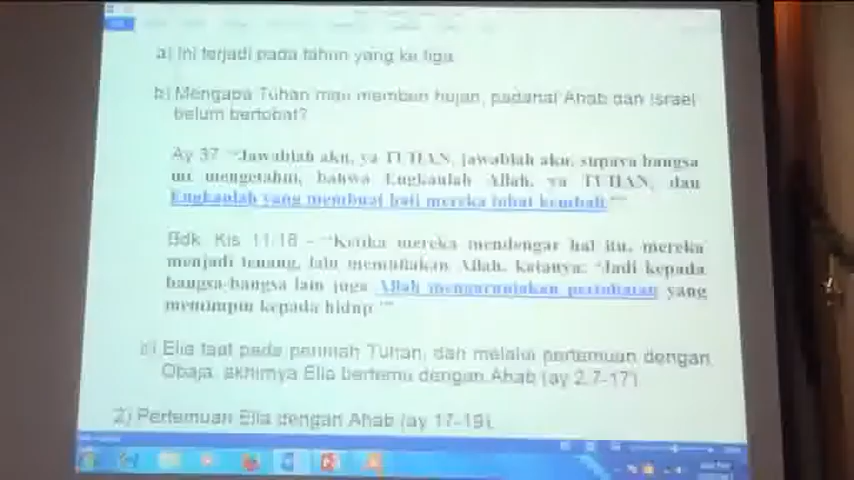 a) Ini terjadi pada tahun yang ke tiga
b) Mengapa Tuhan mau memberi hujan, padahal Ahab dan Israel
belum bertobat?
Ay 37 - “Jawablah aku, ya TUHAN, jawablah aku, supaya bangsa
ini mengetahui, bahwa Engkaulah Allah, ya TUHAN, dan
Engkaulah yang membuat hati mereka tobat kembali.”
Bdk. Kis 11:18 - “Ketika mereka mendengar hal itu, mereka
menjadi tenang, lalu memuliakan Allah, katanya: “Jadi kepada
bangsa-bangsa lain juga Allah mengaruniakan pertobatan yang
memimpin kepada hidup.””
c) Elia taat pada perintah Tuhan, dan melalui pertemuan dengan
Obaja, akhirnya Elia bertemu dengan Ahab (ay 2,7-17).
2) Pertemuan Elia dengan Ahab (ay 17-19).